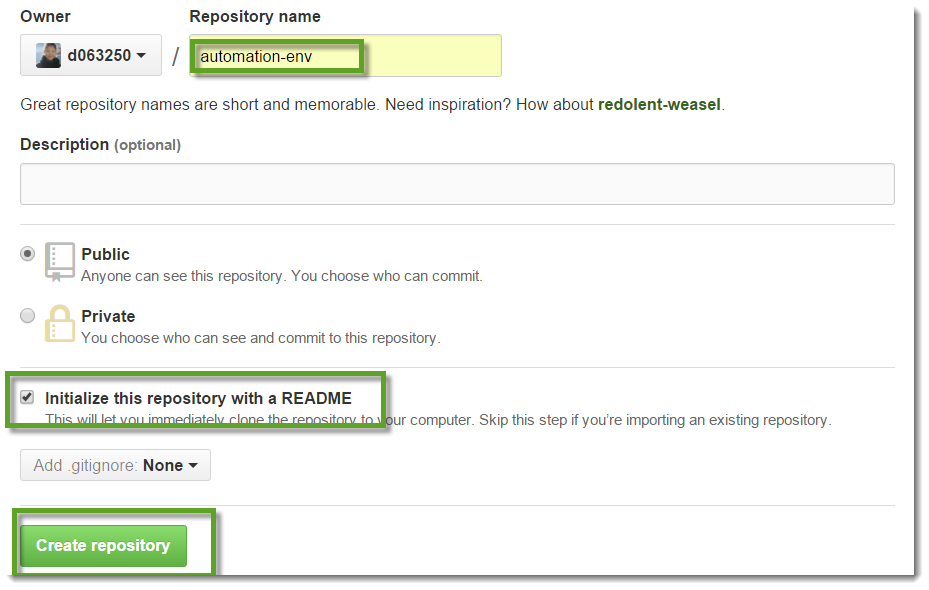 Owner Repository name
d063250 / automation-env
Great repository names are short and memorable. Need inspiration? How about redolent-weasel.
Description (optional)
Public
Anyone can see this repository. You choose who can commit.
Private
You choose who can see and commit to this repository.
Initialize this repository with a README
This will let you immediately clone the repository to your computer. Skip this step if you’re importing an existing repository.
Add .gitignore: None
Create repository